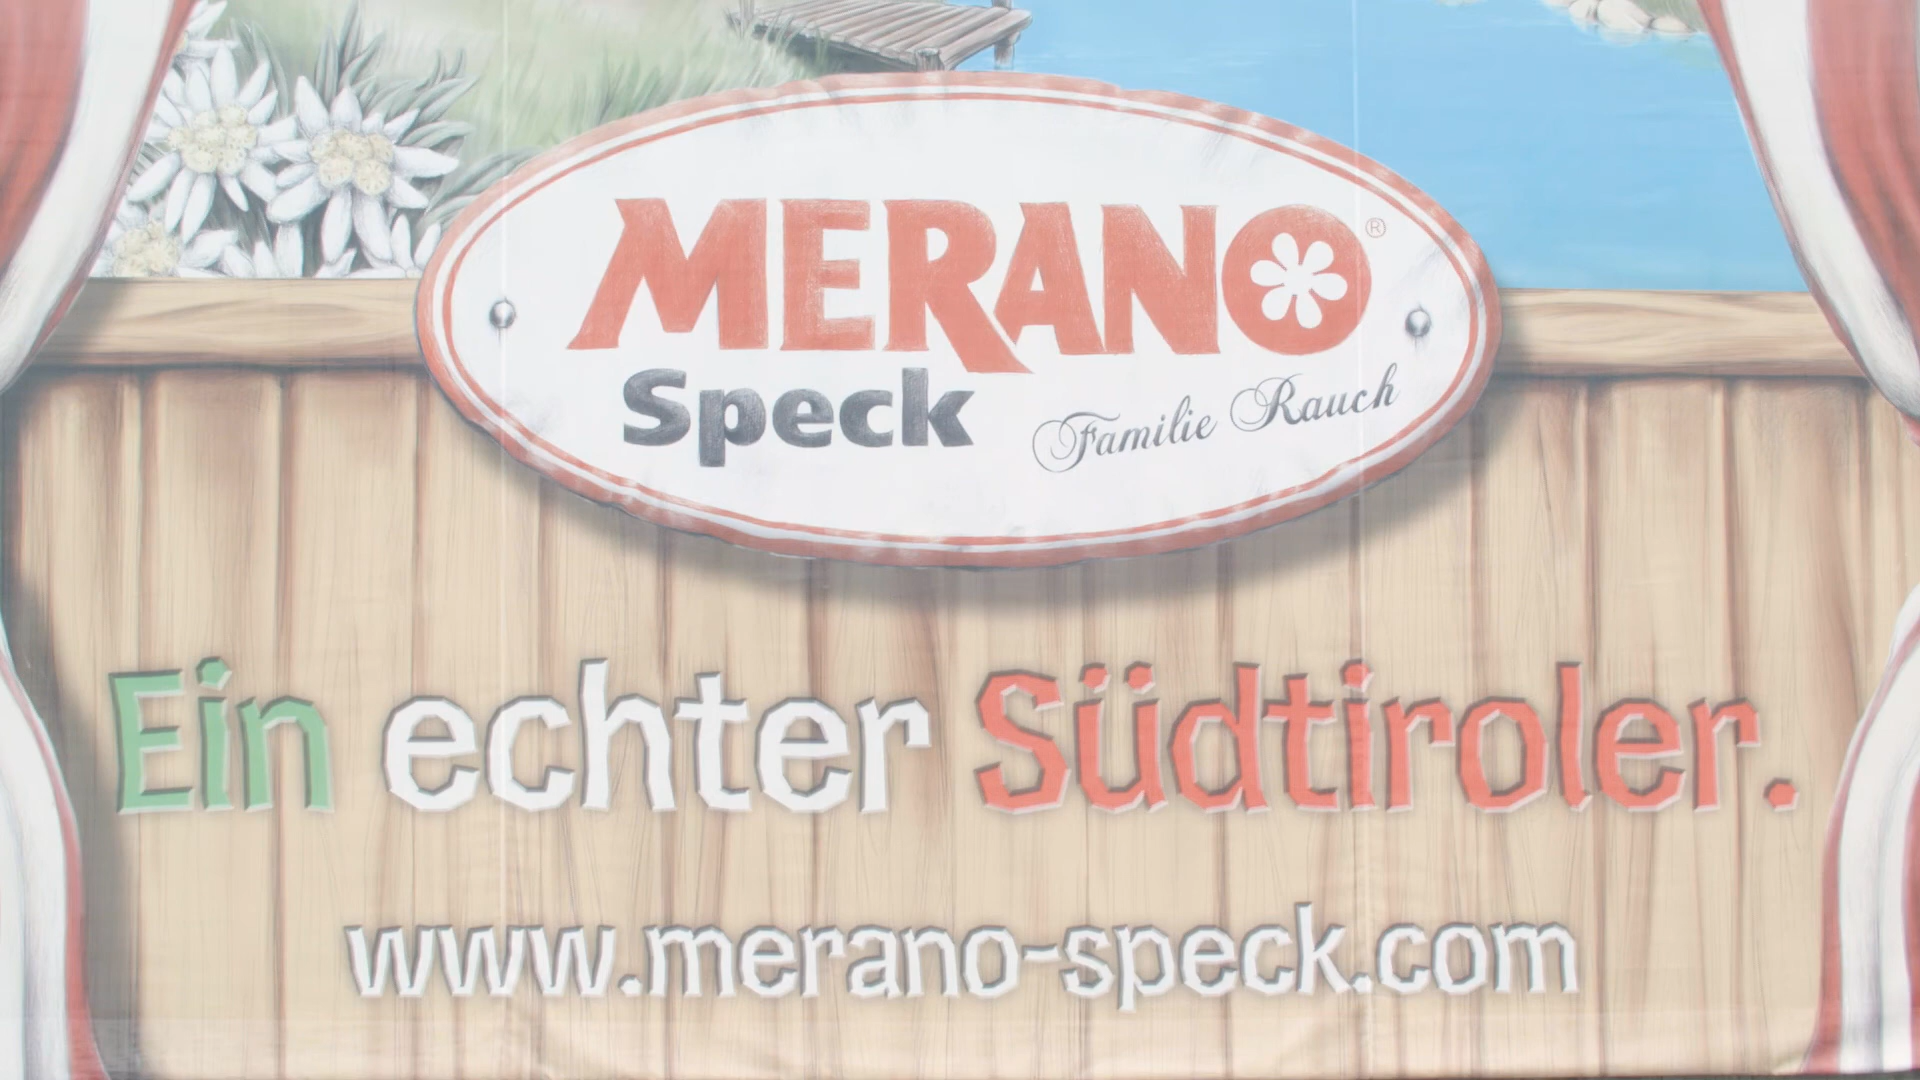 MERANO®
Speck
Familie Rauch
Ein echter Südtiroler.
www.merano-speck.com